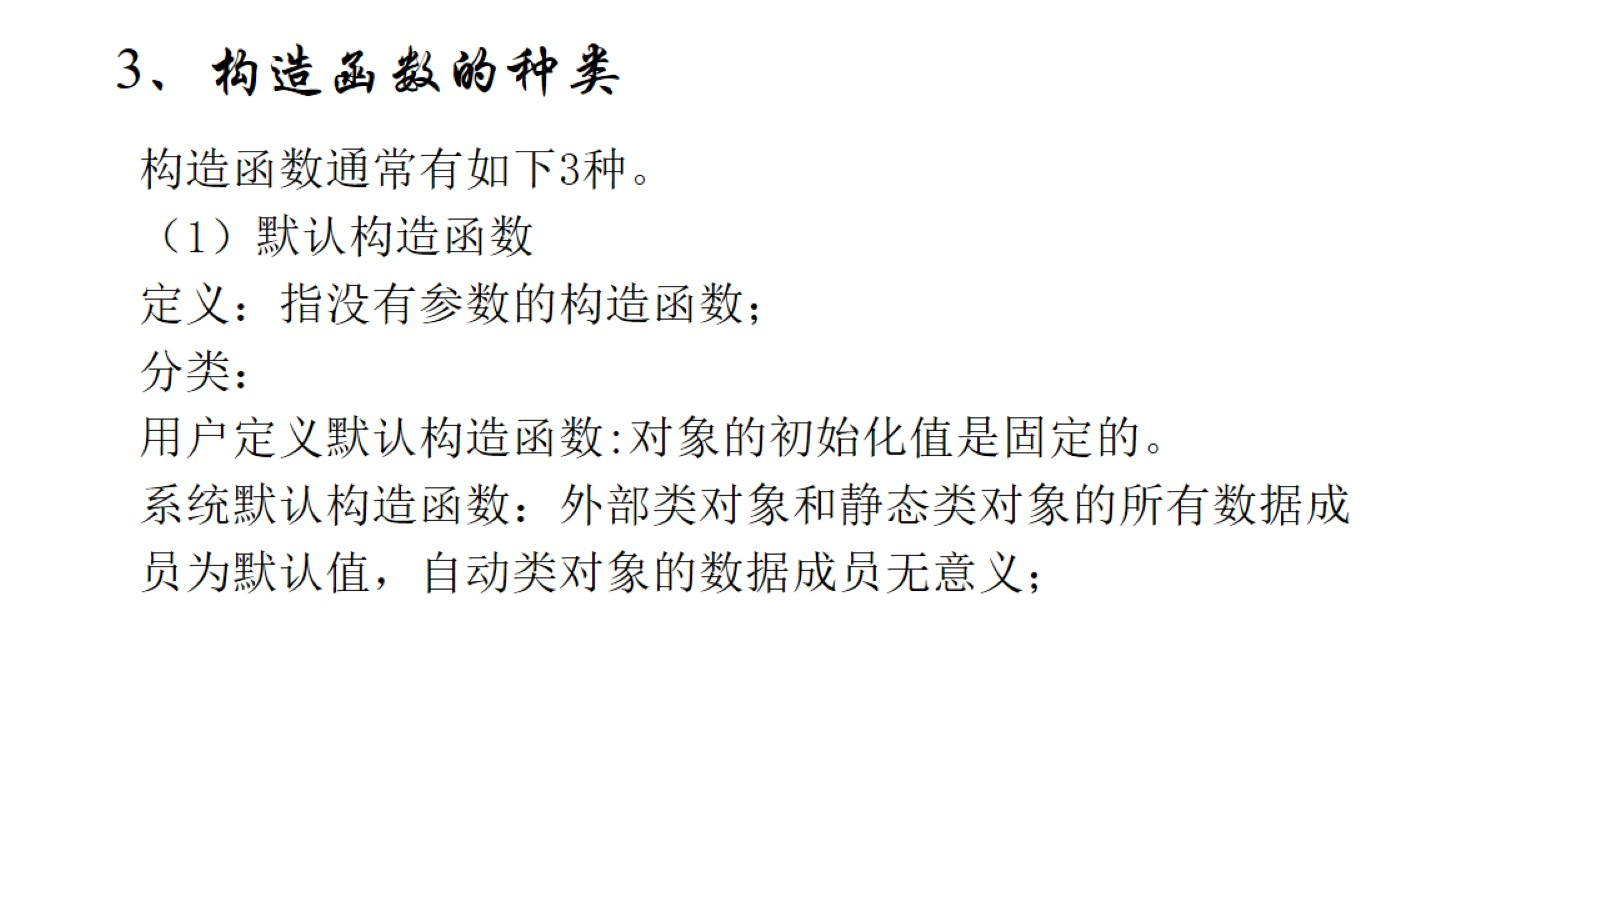 3、构造函数的种类
构造函数通常有如下3种。
（1）默认构造函数
定义：指没有参数的构造函数；
分类：
用户定义默认构造函数:对象的初始化值是固定的。
系统默认构造函数：外部类对象和静态类对象的所有数据成
员为默认值，自动类对象的数据成员无意义；